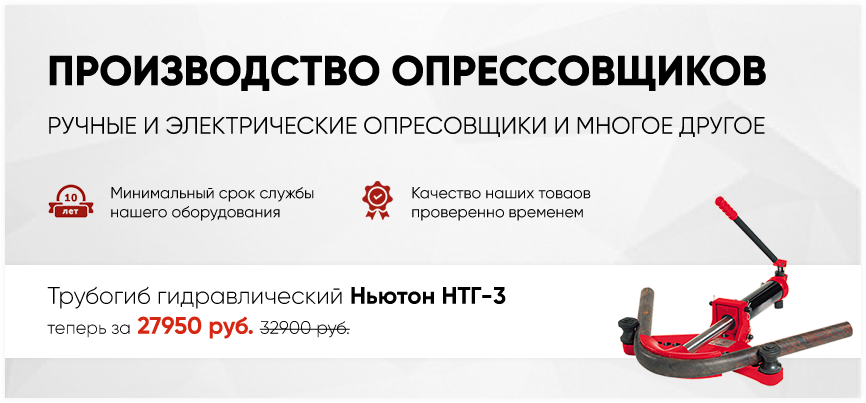 ПРОИЗВОДСТВО ОПРЕССОВЩИКОВ
РУЧНЫЕ И ЭЛЕКТРИЧЕСКИЕ ОПРЕСОВЩИКИ И МНОГОЕ ДРУГОЕ
10
лет
Минимальный срок службы
нашего оборудования
Качество наших товаов
проверенно временем
Трубогиб гидравлический Ньютон НТГ-3
теперь за 27950 руб. 32900 руб.